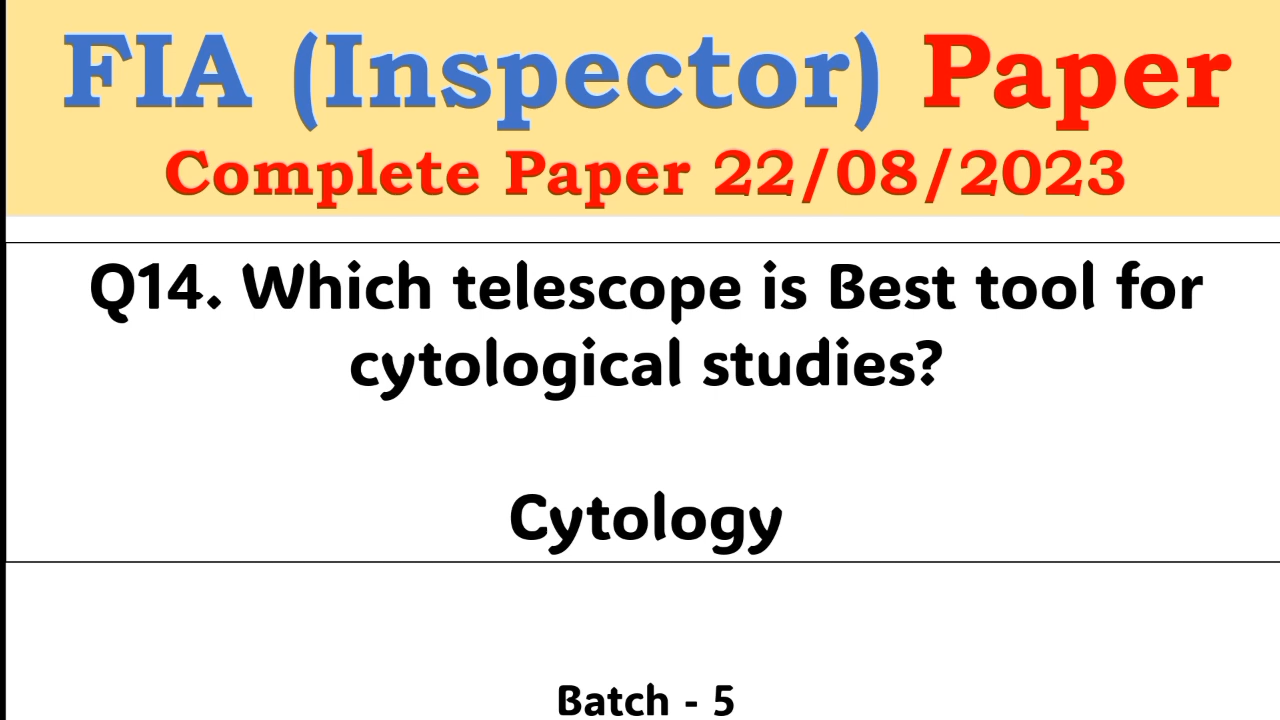 FIA (Inspector) Paper
Complete Paper 22/08/2023
Q14. Which telescope is Best tool for
cytological studies?
Cytology
Batch - 5